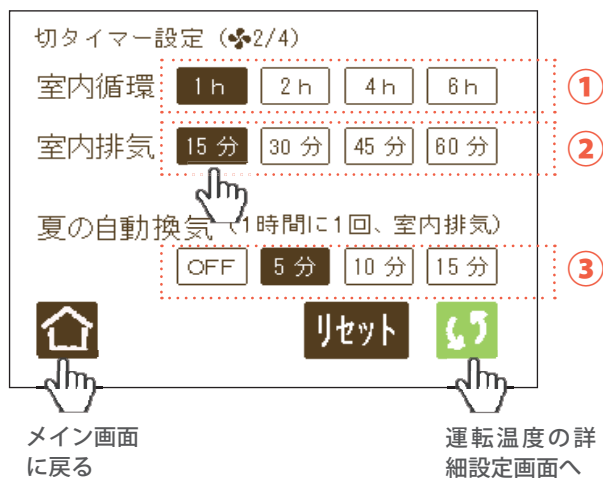 切タイマー設定（2/4）
室内循環 1h 2h 4h 6h ①
室内排気 15分 30分 45分 60分 ②
夏の自動換気（1時間に1回、室内排気）
OFF 5分 10分 15分 ③
リセット
メイン画面
に戻る
運転温度の詳
細設定画面へ